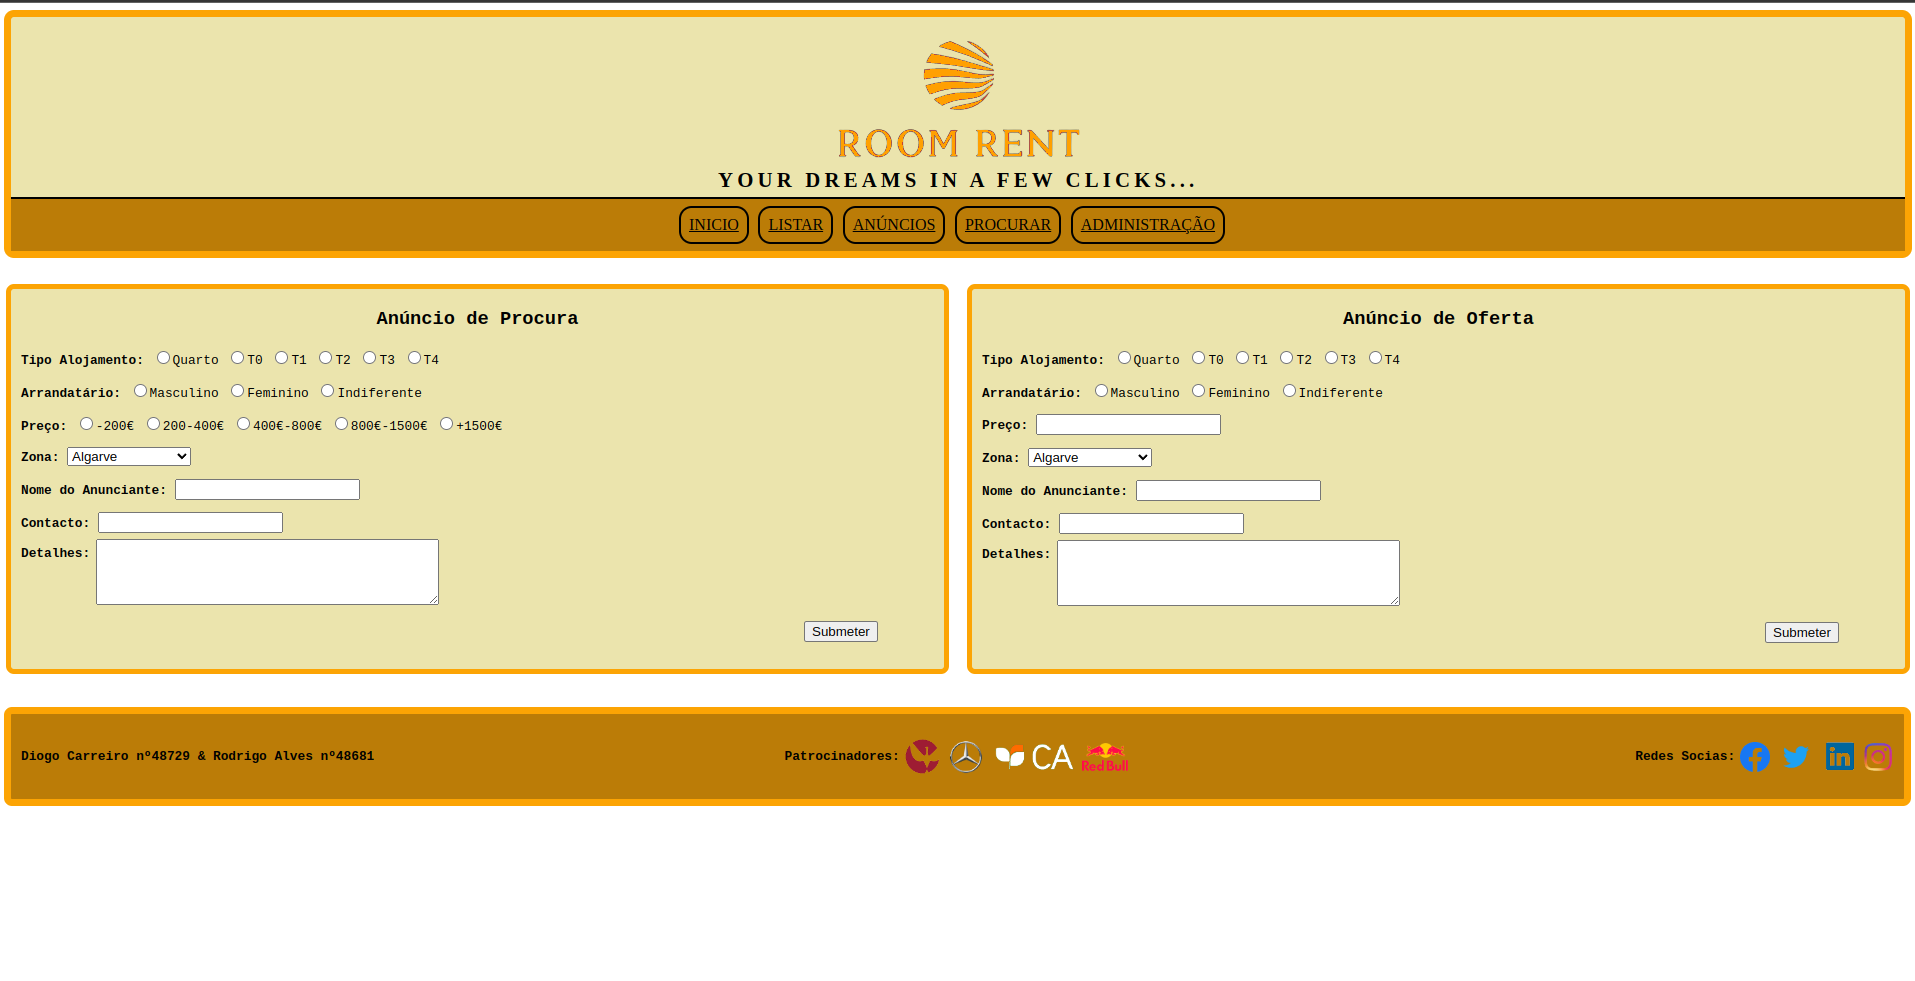 ROOM RENT
YOUR DREAMS IN A FEW CLICKS...
INICIO LISTAR ANÚNCIOS PROCURAR ADMINISTRAÇÃO
Anúncio de Procura
Tipo Alojamento: Quarto T0 T1 T2 T3 T4
Arrandatário: Masculino Feminino Indiferente
Preço: -200€ 200-400€ 400€-800€ 800€-1500€ +1500€
Zona: Algarve
Nome do Anunciante:
Contacto:
Detalhes:
Submeter
Anúncio de Oferta
Tipo Alojamento: Quarto T0 T1 T2 T3 T4
Arrandatário: Masculino Feminino Indiferente
Preço:
Zona: Algarve
Nome do Anunciante:
Contacto:
Detalhes:
Submeter
Diogo Carreiro nº48729 & Rodrigo Alves nº48681
Patrocinadores: CA Red Bull
Redes Socias: in